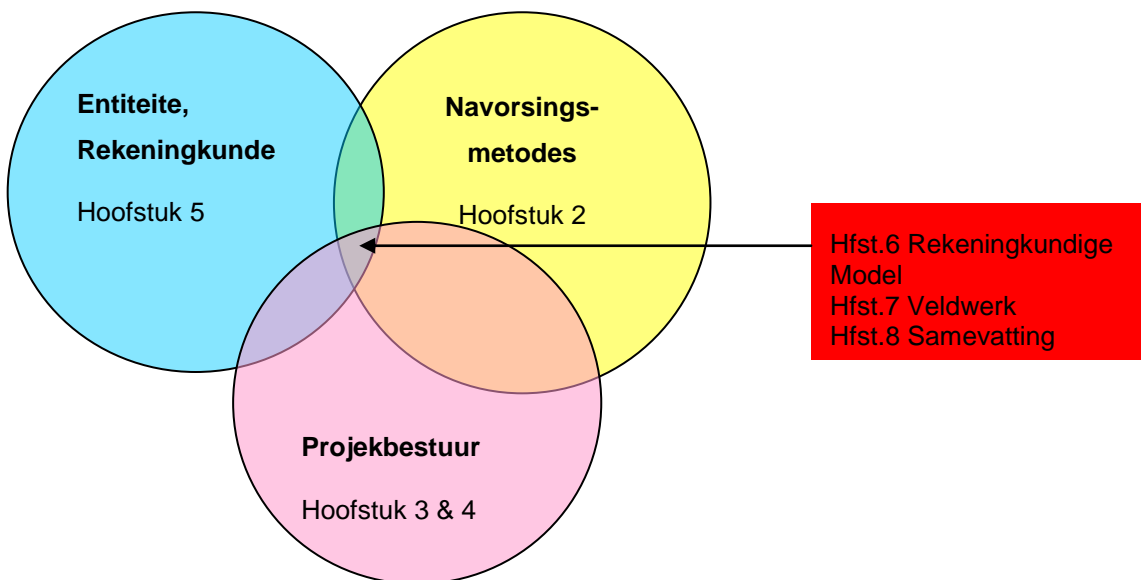 Entiteite,
Rekeningkunde
Hoofstuk 5
Navorsings-
metodes
Hoofstuk 2
Hfst.6 Rekeningkundige
Model
Hfst.7 Veldwerk
Hfst.8 Samevatting
Projekbestuur
Hoofstuk 3 & 4